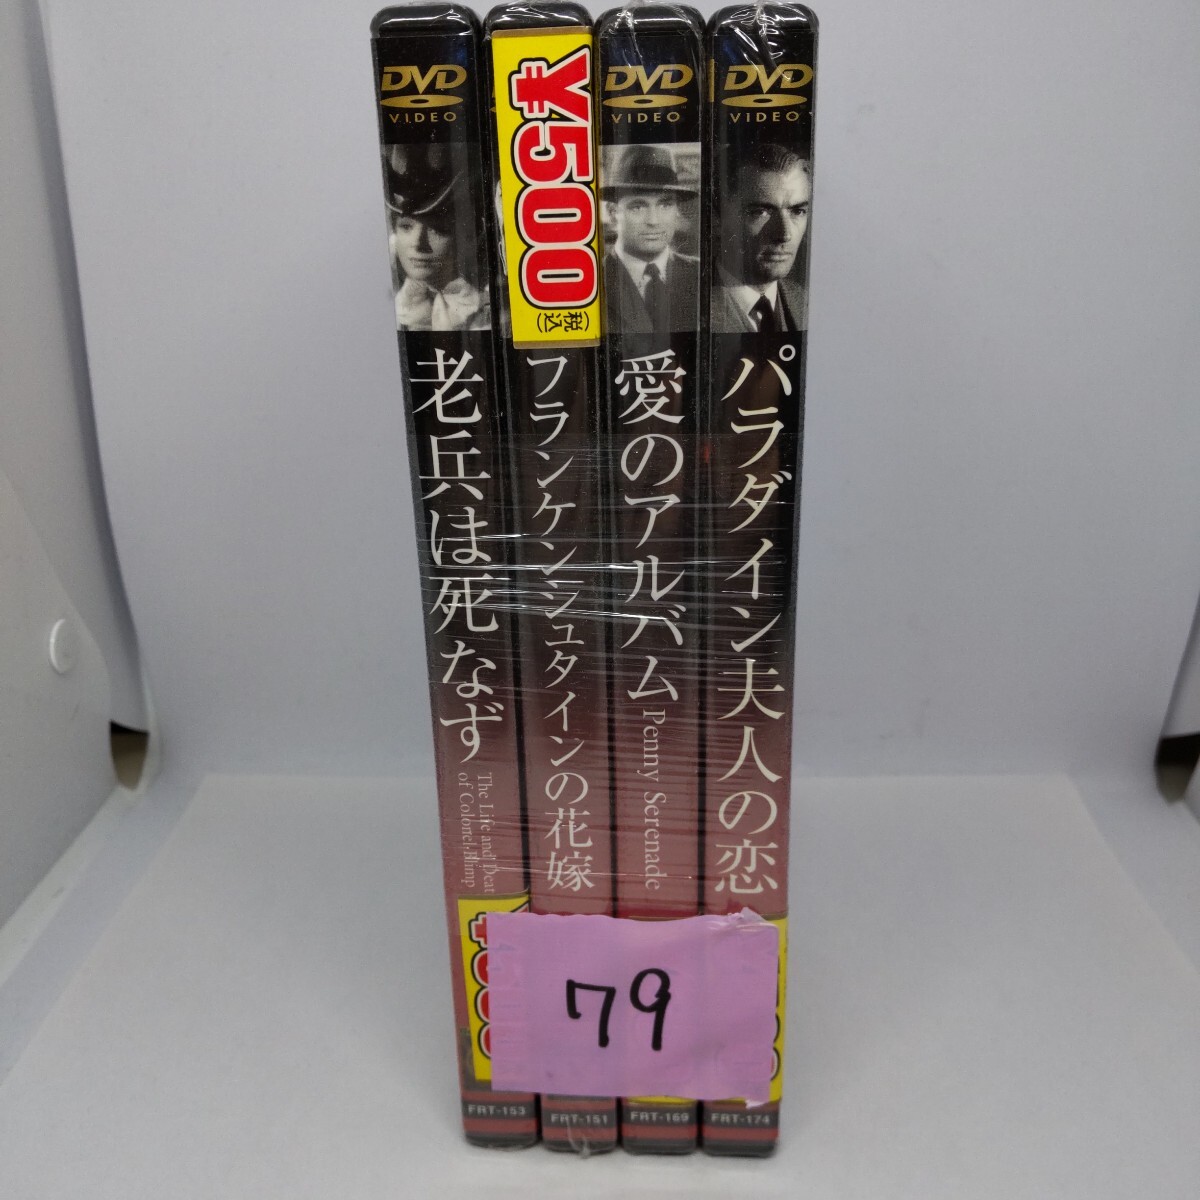 DVD
VIDEO
老兵は死なず
The Life and Deat
of Colonel Blimp
FRT-153
¥500
(税込)
フランケンシュタインの花嫁
FRT-151
DVD
VIDEO
愛のアルバム
Penny Serenade
FRT-169
DVD
VIDEO
パラダイン夫人の恋
FRT-174
79